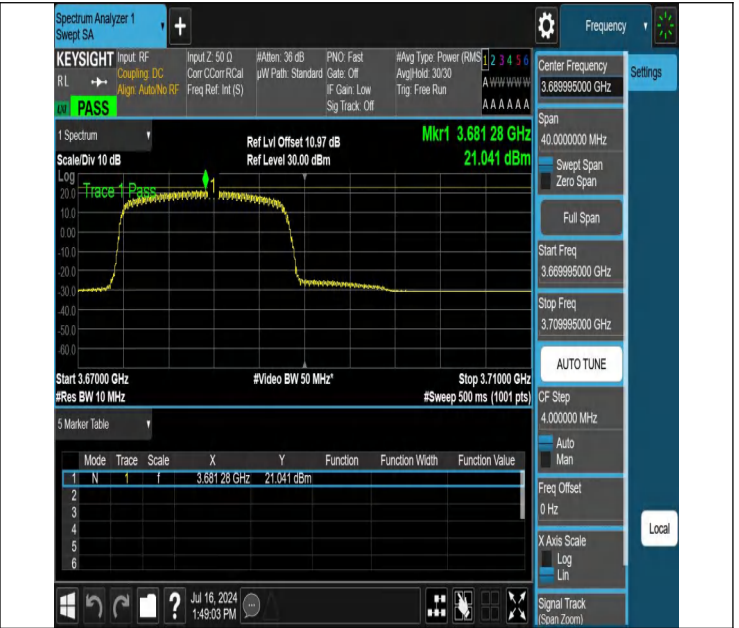 Spectrum Analyzer 1
Swept SA
+
Frequency
KEYSIGHT
RL
PASS
Input: RF
Coupling: DC
Align: Auto/No RF
Input Z: 50 Ω
Corr CCorr RCal
Freq Ref: Int (S)
#Atten: 36 dB
µW Path: Standard
PNO: Fast
Gate: Off
IF Gain: Low
Sig Track: Off
#Avg Type: Power (RMS
Avg|Hold: 30/30
Trig: Free Run
1 2 3 4 5 6
A W W W W W
A A A A A A
1 Spectrum
Scale/Div 10 dB
Ref Lvl Offset 10.97 dB
Ref Level 30.00 dBm
Mkr1 3.681 28 GHz
21.041 dBm
Log
Trace 1 Pass
1
20.0
10.0
0.00
-10.0
-20.0
-30.0
-40.0
-50.0
-60.0
Start 3.67000 GHz
#Res BW 10 MHz
#Video BW 50 MHz*
Stop 3.71000 GHz
#Sweep 500 ms (1001 pts)
5 Marker Table
Mode Trace Scale X Y Function Function Width Function Value
1 N 1 f 3.681 28 GHz 21.041 dBm
2
3
4
5
6
Center Frequency
3.689995000 GHz
Settings
Span
40.0000000 MHz
Swept Span
Zero Span
Full Span
Start Freq
3.669995000 GHz
Stop Freq
3.709995000 GHz
AUTO TUNE
CF Step
4.000000 MHz
Auto
Man
Freq Offset
0 Hz
X Axis Scale
Log
Lin
Signal Track
(Span Zoom)
Local
?
Jul 16, 2024
1:49:03 PM